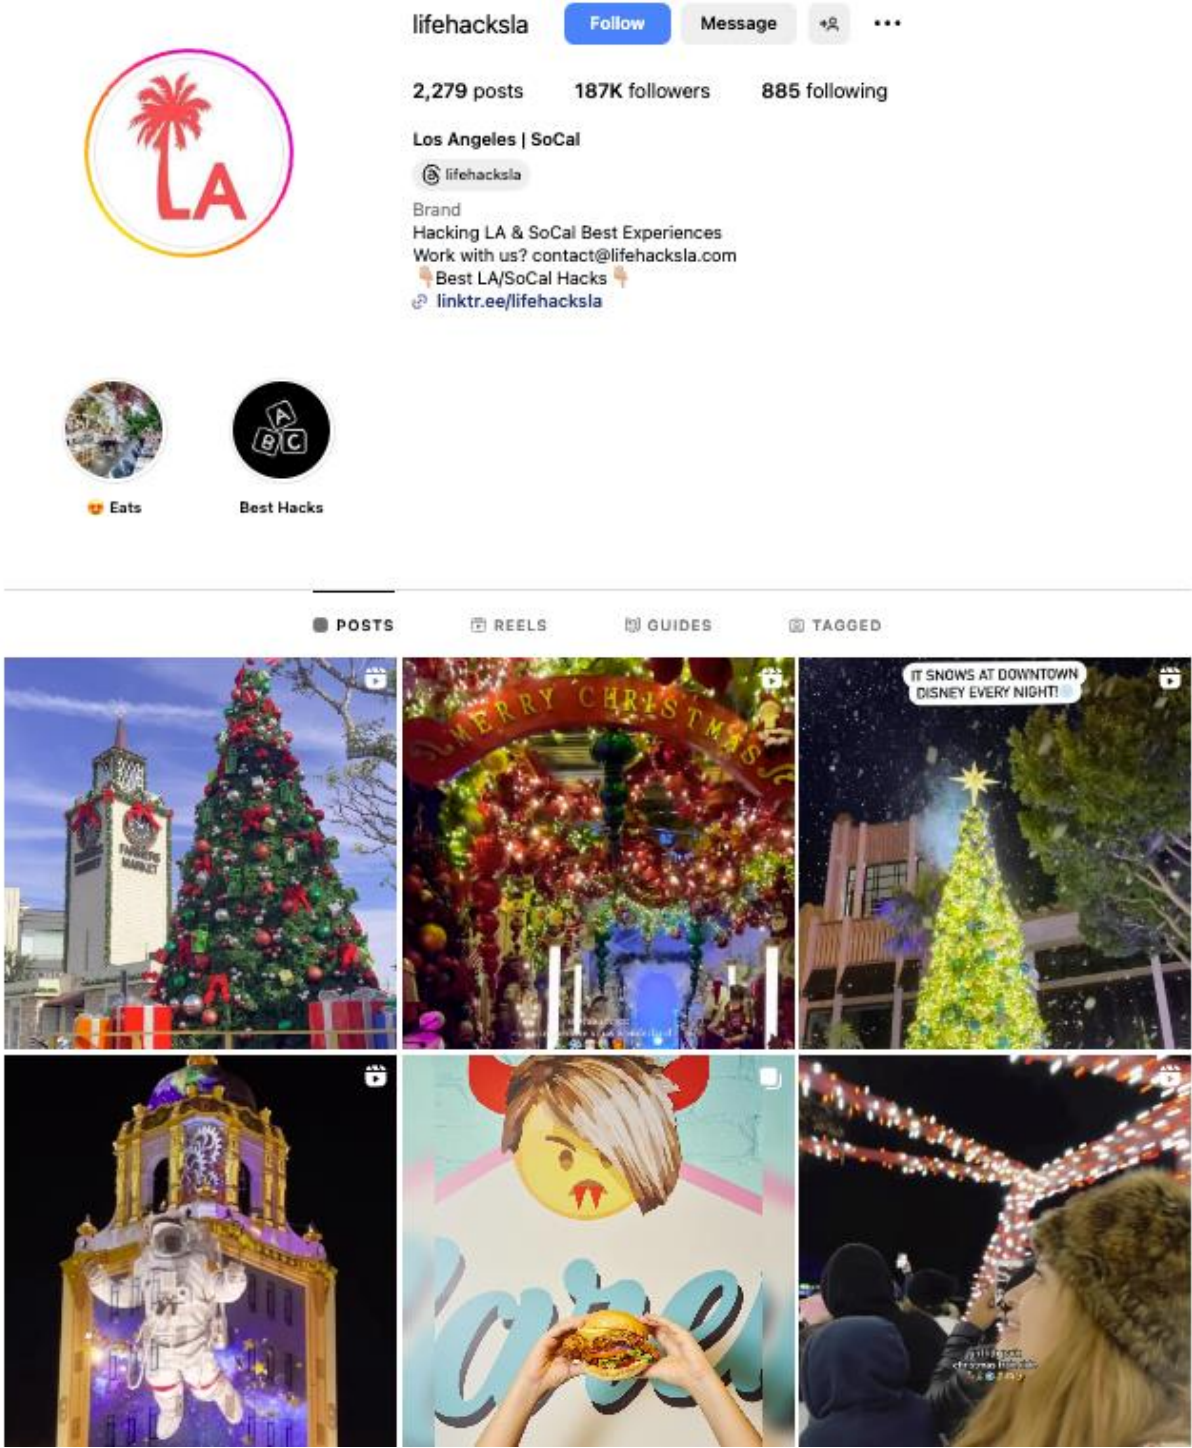 lifehacksla
Follow
Message
2,279 posts
187K followers
885 following
LA
Los Angeles | SoCal
lifehacksla
Brand
Hacking LA & SoCal Best Experiences
Work with us? contact@lifehacksla.com
👇🏼Best LA/SoCal Hacks 👇🏼
linktr.ee/lifehacksla
A
B C
😍 Eats
Best Hacks
POSTS
REELS
GUIDES
TAGGED
FARMERS
MARKET
MERRY CHRISTMAS
IT SNOWS AT DOWNTOWN
DISNEY EVERY NIGHT!